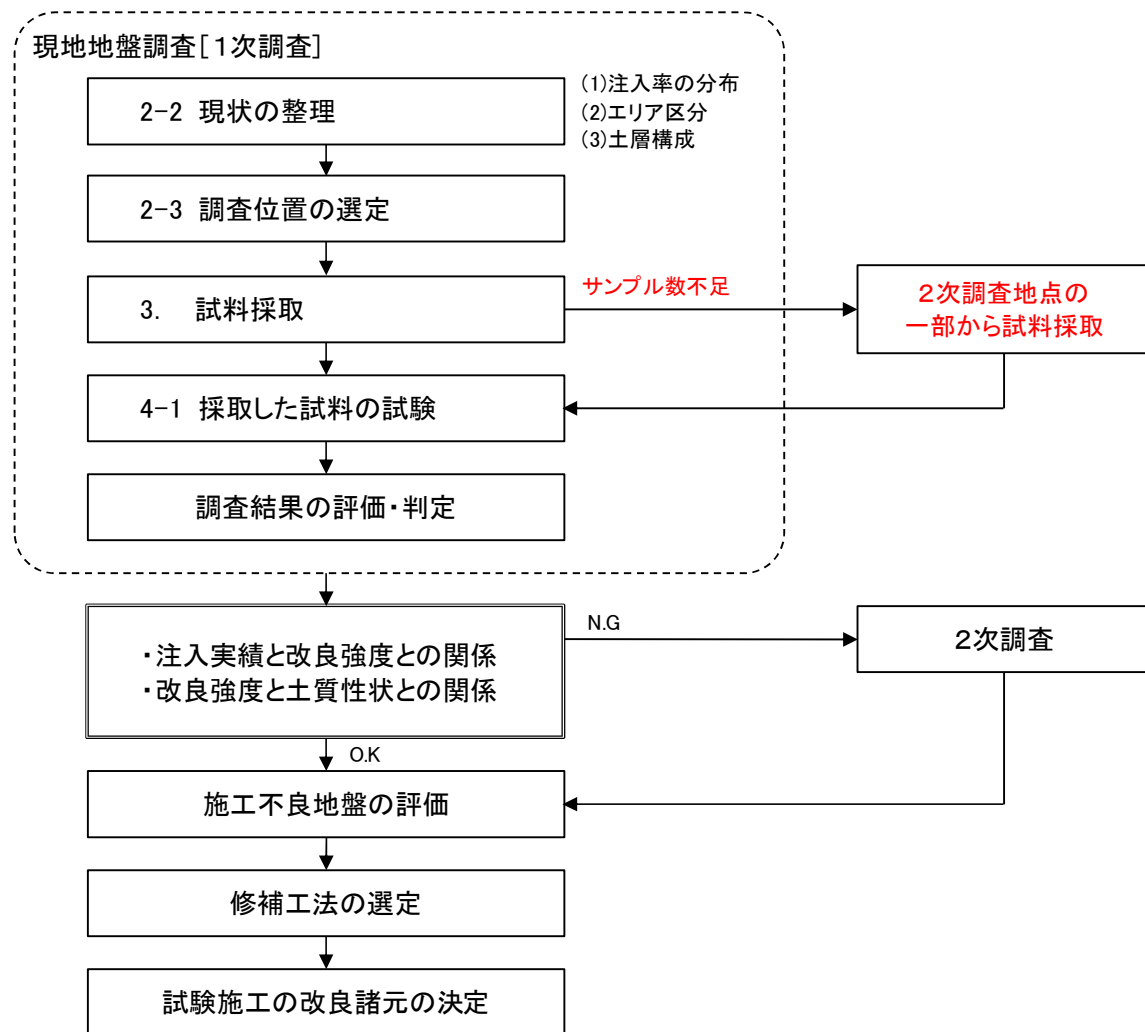 現地地盤調査[1次調査]
2-2 現状の整理
(1)注入率の分布
(2)エリア区分
(3)土層構成
2-3 調査位置の選定
3. 試料採取
サンプル数不足
2次調査地点の
一部から試料採取
4-1 採取した試料の試験
調査結果の評価・判定
・注入実績と改良強度との関係
・改良強度と土質性状との関係
N.G
2次調査
O.K
施工不良地盤の評価
修補工法の選定
試験施工の改良諸元の決定